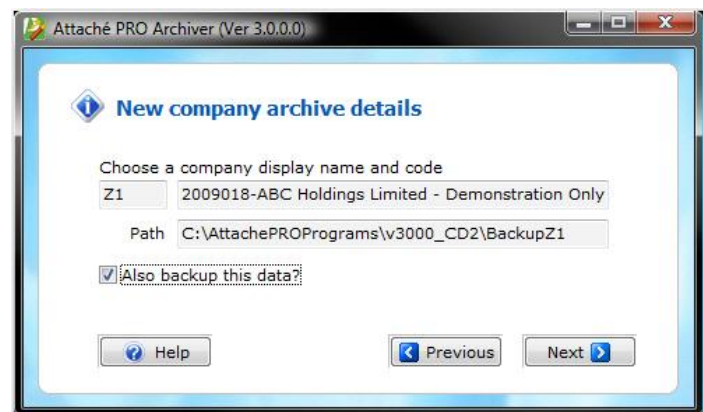 Attaché PRO Archiver (Ver 3.0.0.0)
New company archive details
Choose a company display name and code
Z1 2009018-ABC Holdings Limited - Demonstration Only
Path C:\AttachePROPrograms\v3000_CD2\BackupZ1
Also backup this data?
Help Previous Next